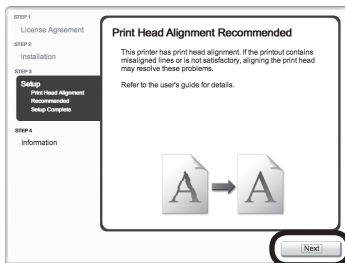 STEP 1
License Agreement
STEP 2
Installation
STEP 3
Setup
Print Head Alignment
Recommended
Setup Complete
STEP 4
Information
Print Head Alignment Recommended
This printer has print head alignment. If the printout contains
misaligned lines or is not satisfactory, aligning the print head
may resolve these problems.
Refer to the user's guide for details.
A
A
Next